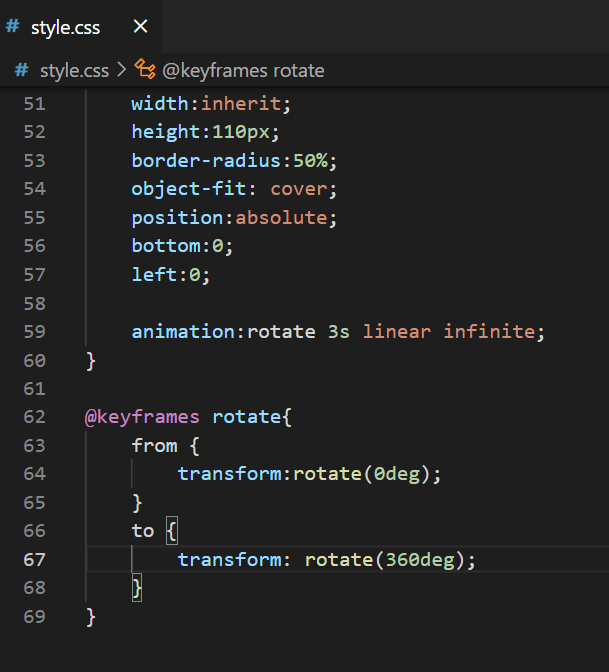 # style.css ×
# style.css > @keyframes rotate
51 width:inherit;
52 height:110px;
53 border-radius:50%;
54 object-fit: cover;
55 position:absolute;
56 bottom:0;
57 left:0;
58
59 animation:rotate 3s linear infinite;
60 }
61
62 @keyframes rotate{
63 from {
64 transform:rotate(0deg);
65 }
66 to {
67 transform: rotate(360deg);
68 }
69 }